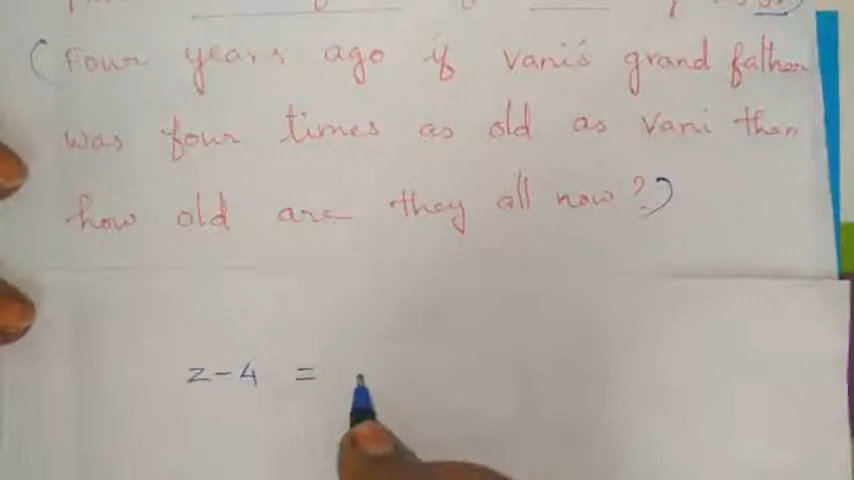 (Four years ago if vani's grand father
was four times as old as vani then
how old are they all now?)
z-4 =